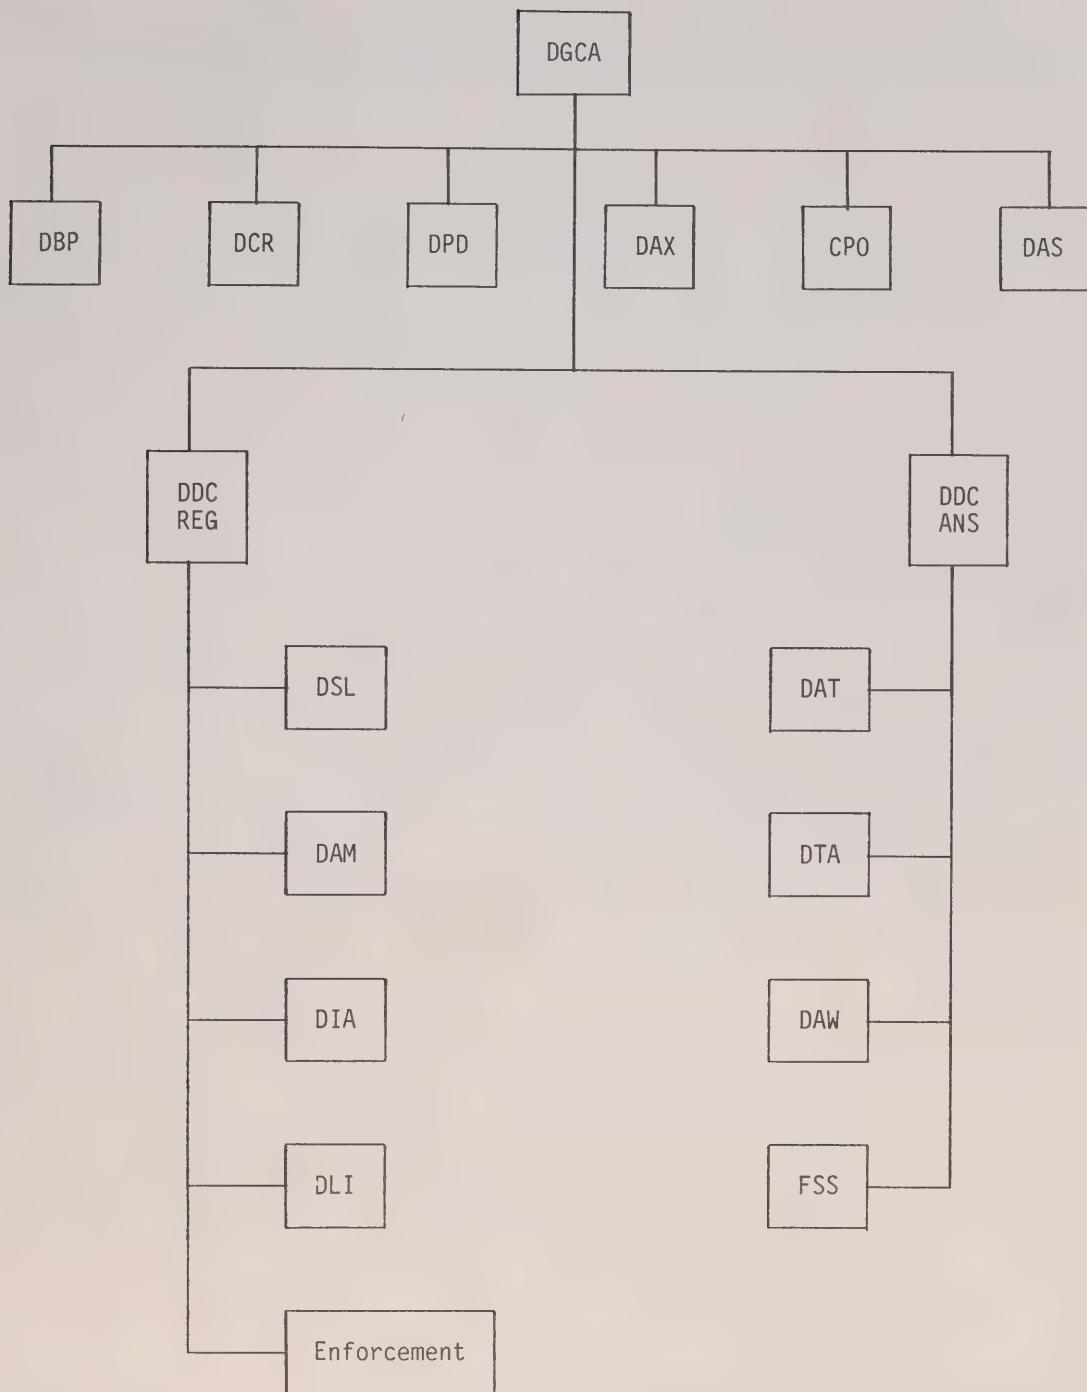 DGCA
DBP
DCR
DPD
DAX
CPO
DAS
DDC
REG
DDC
ANS
DSL
DAT
DAM
DTA
DIA
DAW
DLI
FSS
Enforcement